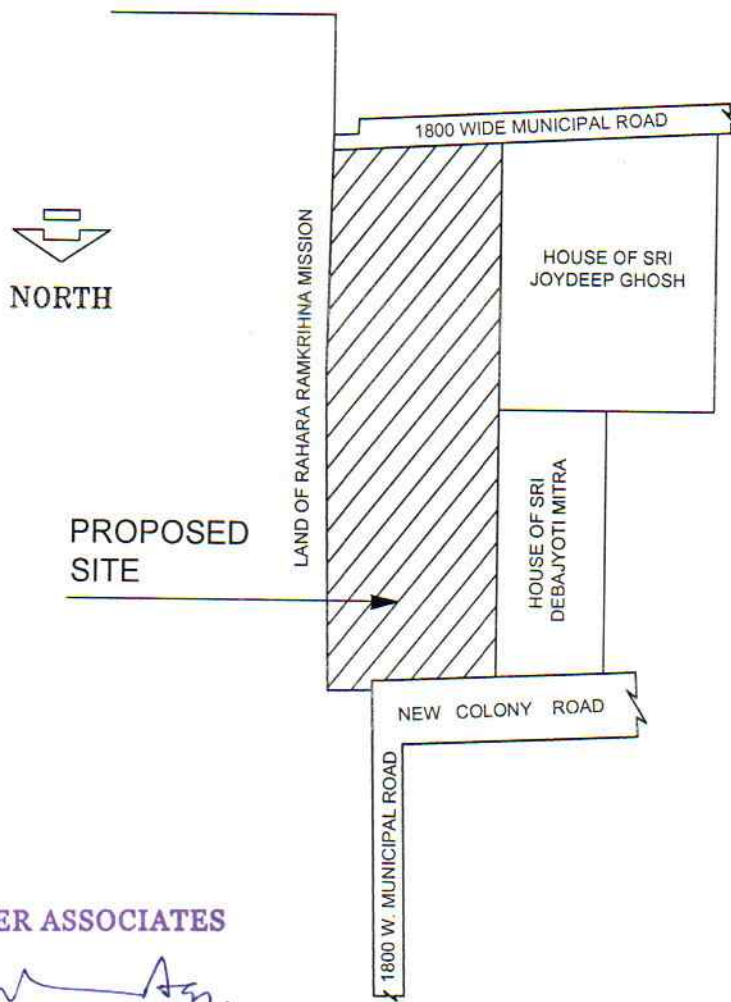 1800 WIDE MUNICIPAL ROAD
HOUSE OF SRI
JOYDEEP GHOSH
NORTH
LAND OF RAHARA RAMKRIHNA MISSION
PROPOSED
SITE
HOUSE OF SRI
DEBAJYOTI MITRA
NEW COLONY ROAD
1800 W. MUNICIPAL ROAD
ER ASSOCIATES